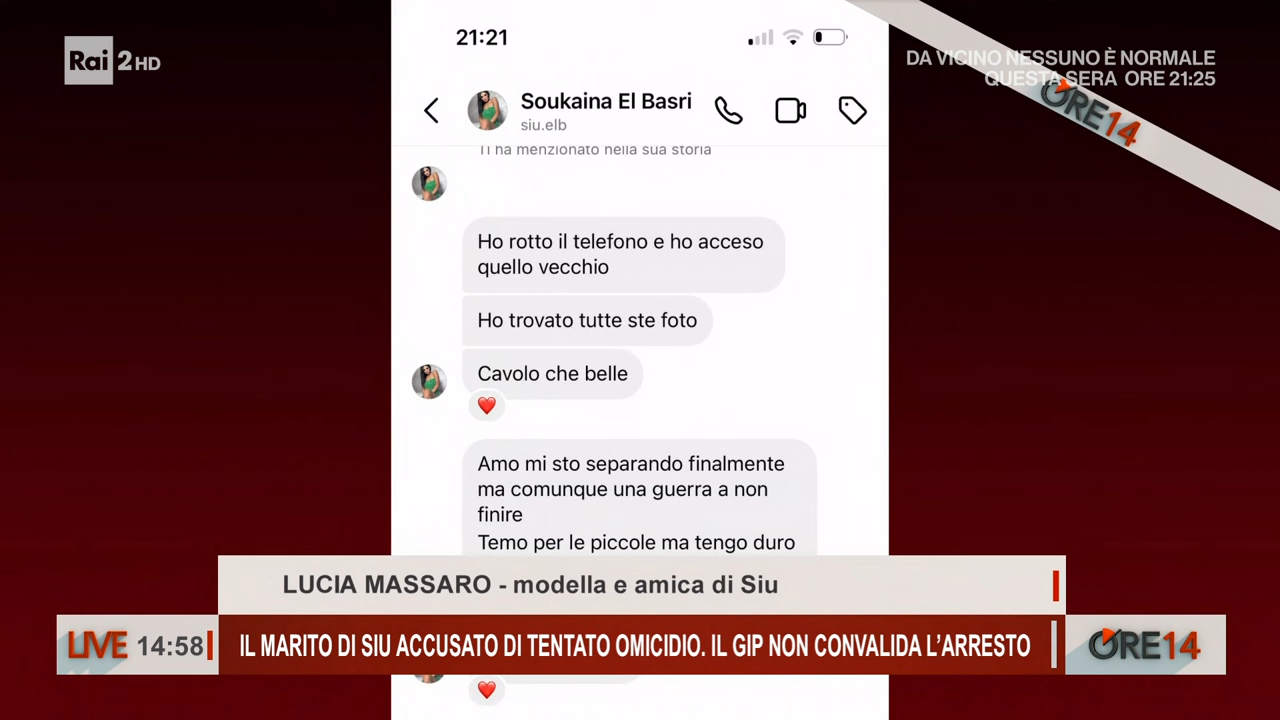 Rai 2 HD
21:21
DA VICINO NESSUNO È NORMALE
QUESTA SERA ORE 21:25
ORE14
Soukaina El Basri
siu.elb
Ti ha menzionato nella sua storia
Ho rotto il telefono e ho acceso
quello vecchio
Ho trovato tutte ste foto
Cavolo che belle
Amo mi sto separando finalmente
ma comunque una guerra a non
finire
Temo per le piccole ma tengo duro
LUCIA MASSARO - modella e amica di Siu
LIVE 14:58
IL MARITO DI SIU ACCUSATO DI TENTATO OMICIDIO. IL GIP NON CONVALIDA L'ARRESTO
ORE14